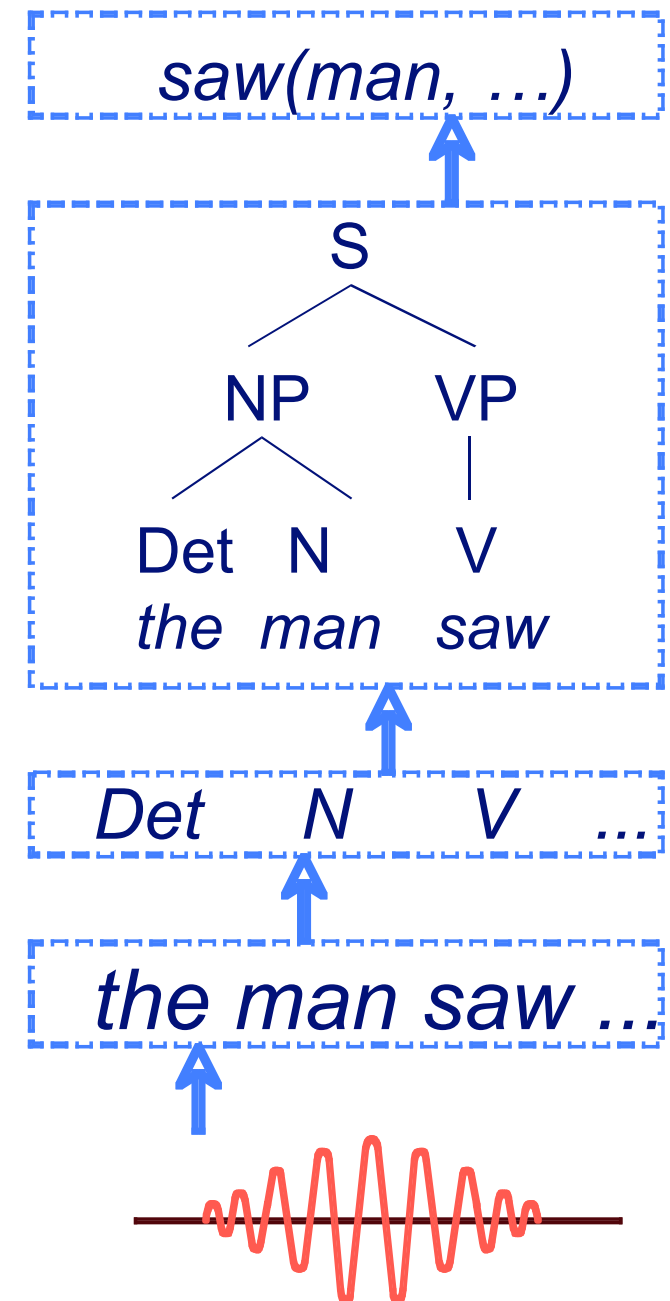 saw(man, …)
S
NP VP
Det N V
the man saw
Det N V ...
the man saw ...